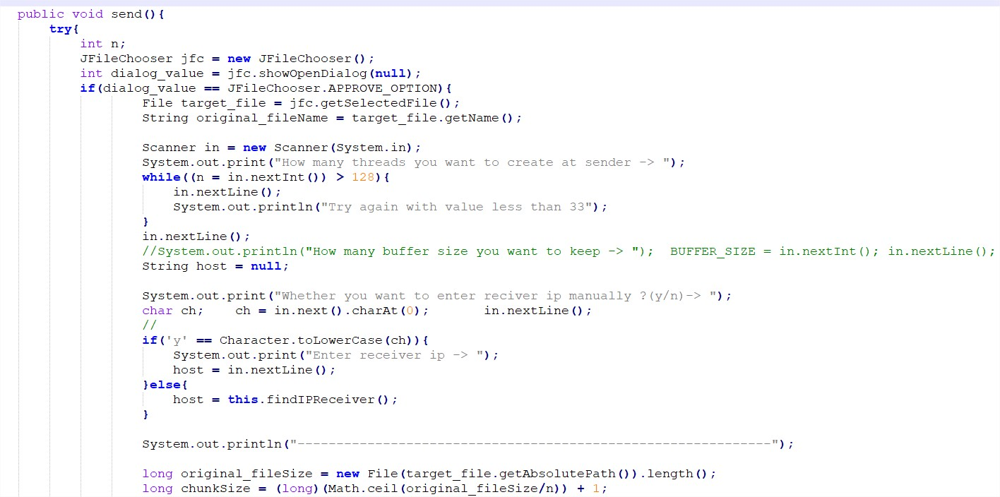 public void send(){
    try{
        int n;
        JFileChooser jfc = new JFileChooser();
        int dialog_value = jfc.showOpenDialog(null);
        if(dialog_value == JFileChooser.APPROVE_OPTION){
                File target_file = jfc.getSelectedFile();
                String original_fileName = target_file.getName();

                Scanner in = new Scanner(System.in);
                System.out.print("How many threads you want to create at sender -> ");
                while((n = in.nextInt()) > 128){
                    in.nextLine();
                    System.out.println("Try again with value less than 33");
                }
                in.nextLine();
                //System.out.println("How many buffer size you want to keep -> ");  BUFFER_SIZE = in.nextInt(); in.nextLine();
                String host = null;

                System.out.print("Whether you want to enter reciver ip manually ?(y/n)-> ");
                char ch;    ch = in.next().charAt(0);       in.nextLine();
                //
                if('y' == Character.toLowerCase(ch)){
                    System.out.print("Enter receiver ip -> ");
                    host = in.nextLine();
                }else{
                    host = this.findIPReceiver();
                }

                System.out.println("-------------------------------------------------------------");

                long original_fileSize = new File(target_file.getAbsolutePath()).length();
                long chunkSize = (long)(Math.ceil(original_fileSize/n)) + 1;